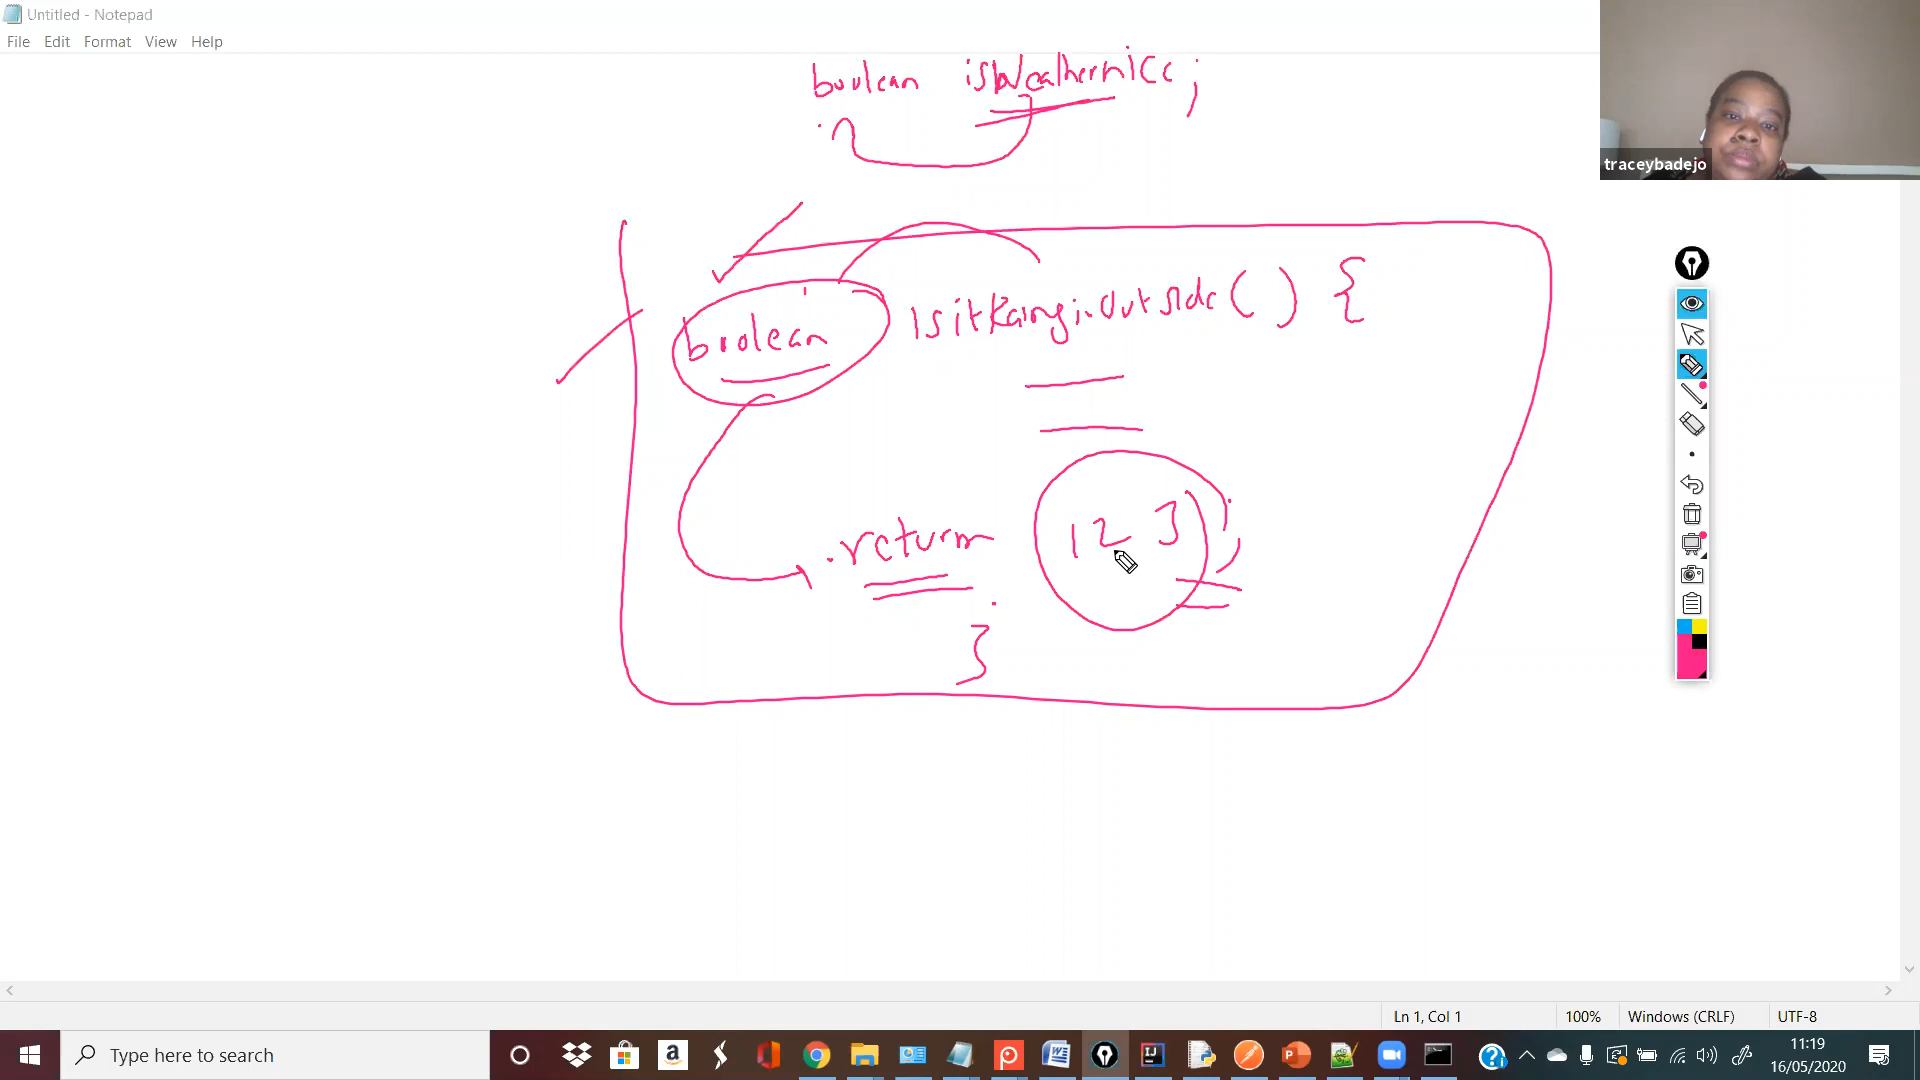 Untitled - Notepad
File Edit Format View Help
boolean isWeatherNice;
traceybadejo
boolean isitRainginOutside() {
return 123;
}
Ln 1, Col 1 100% Windows (CRLF) UTF-8
Type here to search
11:19
16/05/2020